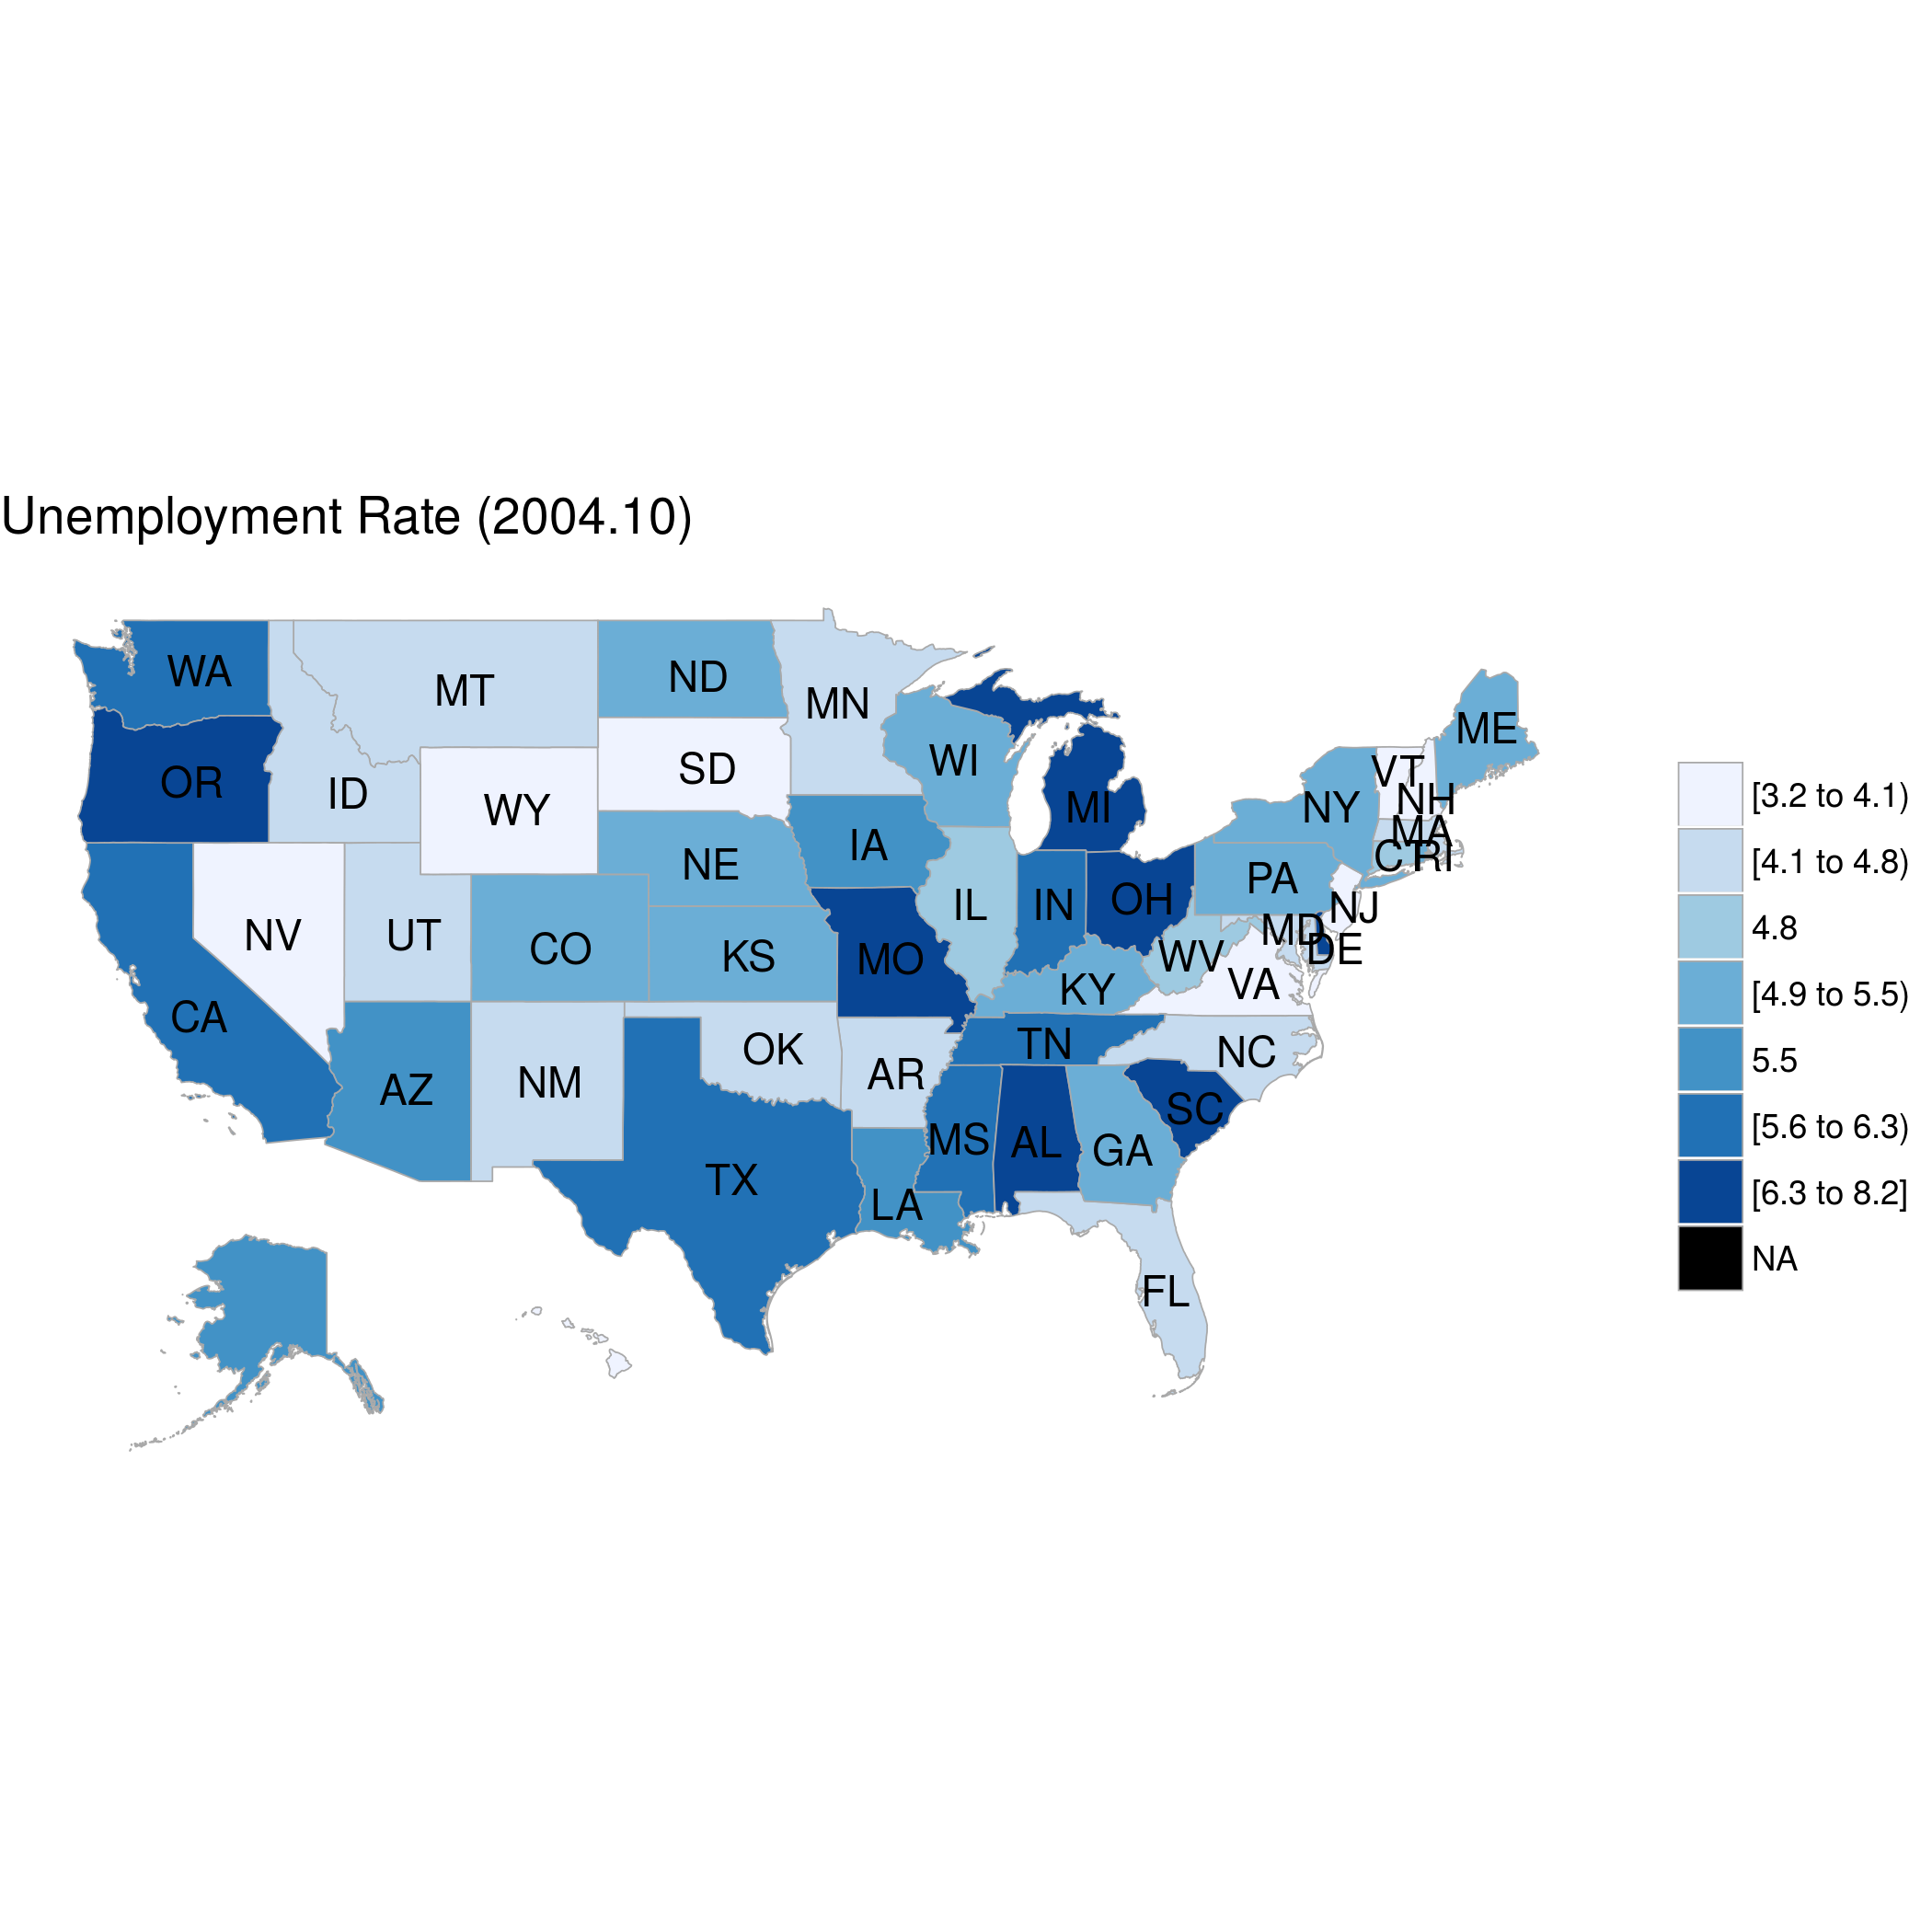 Unemployment Rate (2004.10)
WA
MT
ND
MN
ME
OR
ID
WY
SD
WI
MI
VT
NH
NY
MA
CT
RI
NE
IA
PA
NV
UT
CO
KS
MO
IL
IN
OH
WV
MD
NJ
DE
VA
KY
CA
AZ
NM
OK
AR
TN
NC
SC
TX
LA
MS
AL
GA
FL
[3.2 to 4.1)
[4.1 to 4.8)
4.8
[4.9 to 5.5)
5.5
[5.6 to 6.3)
[6.3 to 8.2]
NA